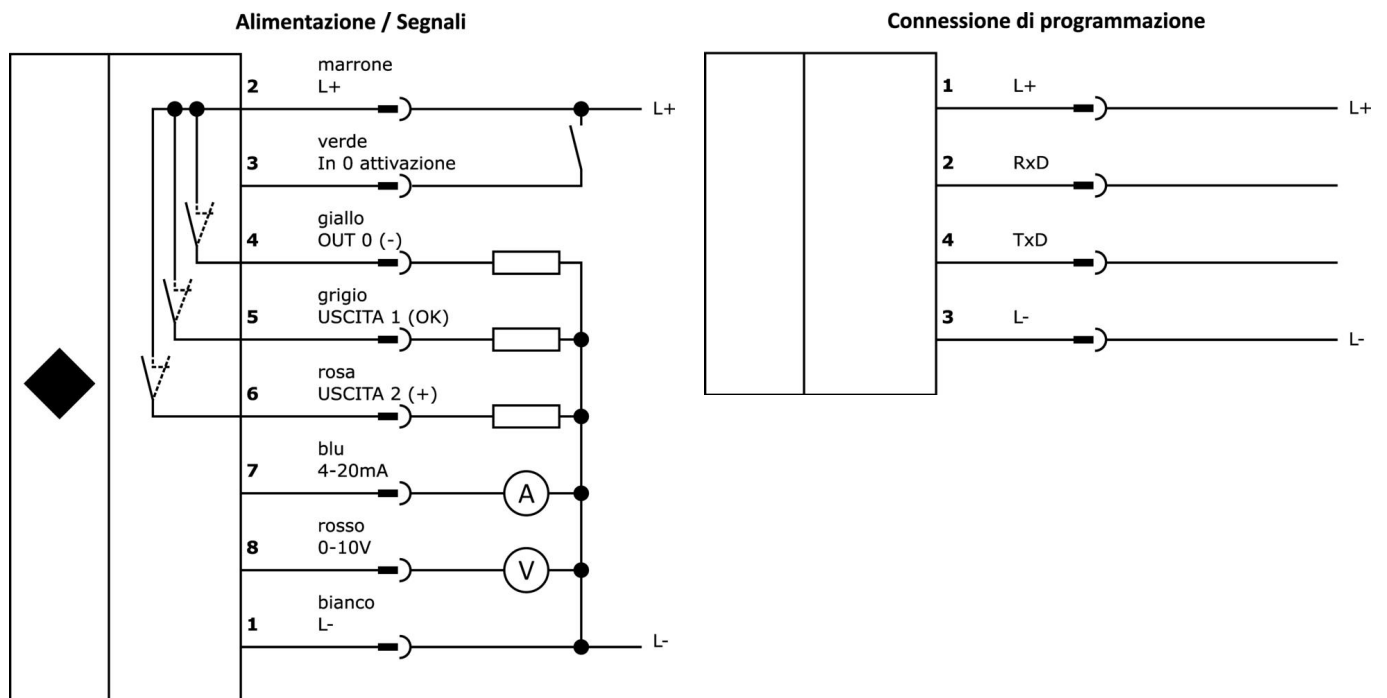 Alimentazione / Segnali
marrone
2 L+ L+
verde
3 In 0 attivazione
giallo
4 OUT 0 (-)
grigio
5 USCITA 1 (OK)
rosa
6 USCITA 2 (+)
blu
7 4-20mA A
rosso
8 0-10V V
bianco
1 L- L-
Connessione di programmazione
1 L+ L+
2 RxD
4 TxD
3 L- L-